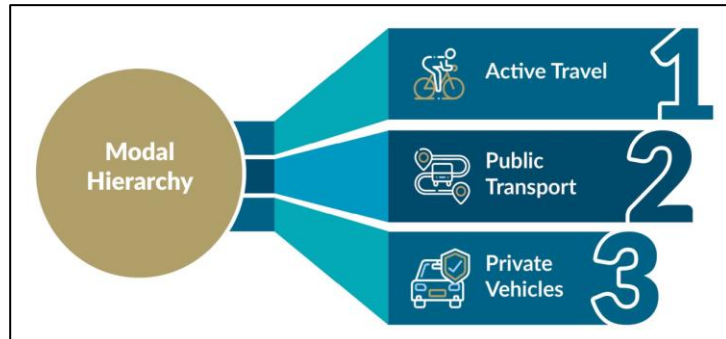 Modal
Hierarchy
Active Travel
1
Public
Transport
2
Private
Vehicles
3